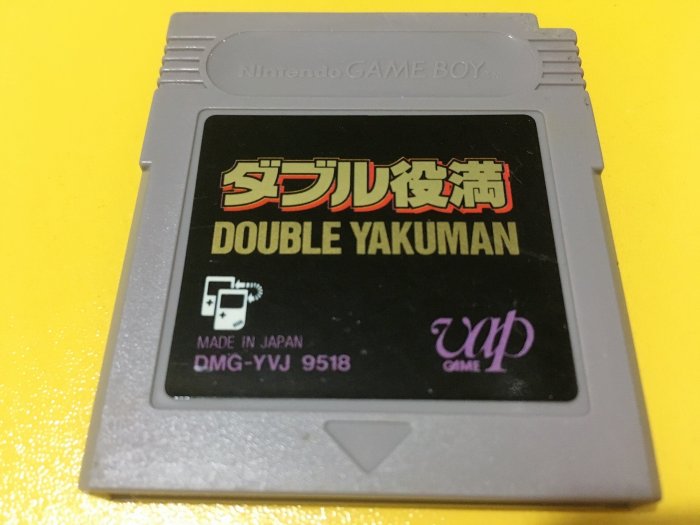 Nintendo GAME BOY
ダブル役満
DOUBLE YAKUMAN
MADE IN JAPAN
DMG-YVJ 9518
vap
GAME